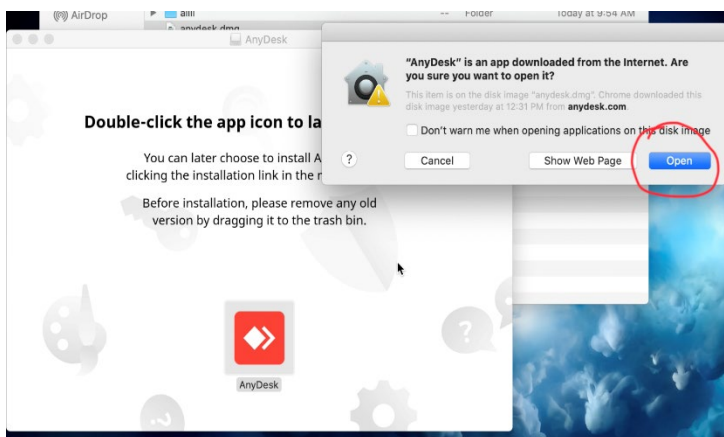 AirDrop
Folder
Today at 9:54 AM
anydesk.dmg
AnyDesk
"AnyDesk" is an app downloaded from the Internet. Are
you sure you want to open it?
This item is on the disk image "anydesk.dmg". Chrome downloaded this
disk image yesterday at 12:31 PM from anydesk.com.
Don't warn me when opening applications on this disk image
?
Cancel
Show Web Page
Open
Double-click the app icon to la
You can later choose to install A
clicking the installation link in the
Before installation, please remove any old
version by dragging it to the trash bin.
AnyDesk